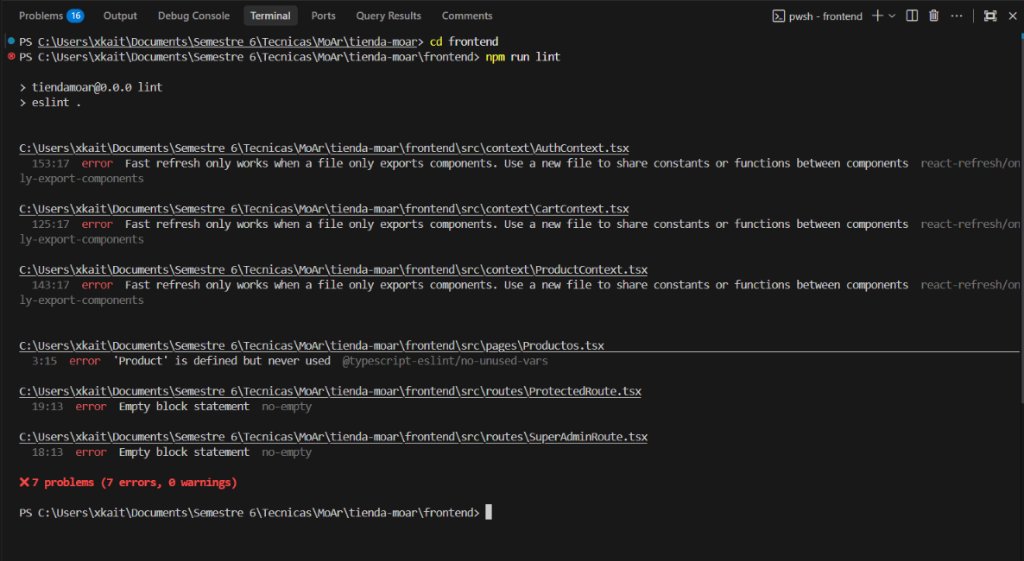 Problems 16 Output Debug Console Terminal Ports Query Results Comments pwsh - frontend
PS C:\Users\xkait\Documents\Semestre 6\Tecnicas\MoAr\tienda-moar> cd frontend
PS C:\Users\xkait\Documents\Semestre 6\Tecnicas\MoAr\tienda-moar\frontend> npm run lint
> tiendamoar@0.0.0 lint
> eslint .
C:\Users\xkait\Documents\Semestre 6\Tecnicas\MoAr\tienda-moar\frontend\src\context\AuthContext.tsx
153:17 error Fast refresh only works when a file only exports components. Use a new file to share constants or functions between components react-refresh/on
ly-export-components
C:\Users\xkait\Documents\Semestre 6\Tecnicas\MoAr\tienda-moar\frontend\src\context\CartContext.tsx
125:17 error Fast refresh only works when a file only exports components. Use a new file to share constants or functions between components react-refresh/on
ly-export-components
C:\Users\xkait\Documents\Semestre 6\Tecnicas\MoAr\tienda-moar\frontend\src\context\ProductContext.tsx
143:17 error Fast refresh only works when a file only exports components. Use a new file to share constants or functions between components react-refresh/on
ly-export-components
C:\Users\xkait\Documents\Semestre 6\Tecnicas\MoAr\tienda-moar\frontend\src\pages\Productos.tsx
3:15 error 'Product' is defined but never used @typescript-eslint/no-unused-vars
C:\Users\xkait\Documents\Semestre 6\Tecnicas\MoAr\tienda-moar\frontend\src\routes\ProtectedRoute.tsx
19:13 error Empty block statement no-empty
C:\Users\xkait\Documents\Semestre 6\Tecnicas\MoAr\tienda-moar\frontend\src\routes\SuperAdminRoute.tsx
18:13 error Empty block statement no-empty
✖ 7 problems (7 errors, 0 warnings)
PS C:\Users\xkait\Documents\Semestre 6\Tecnicas\MoAr\tienda-moar\frontend>